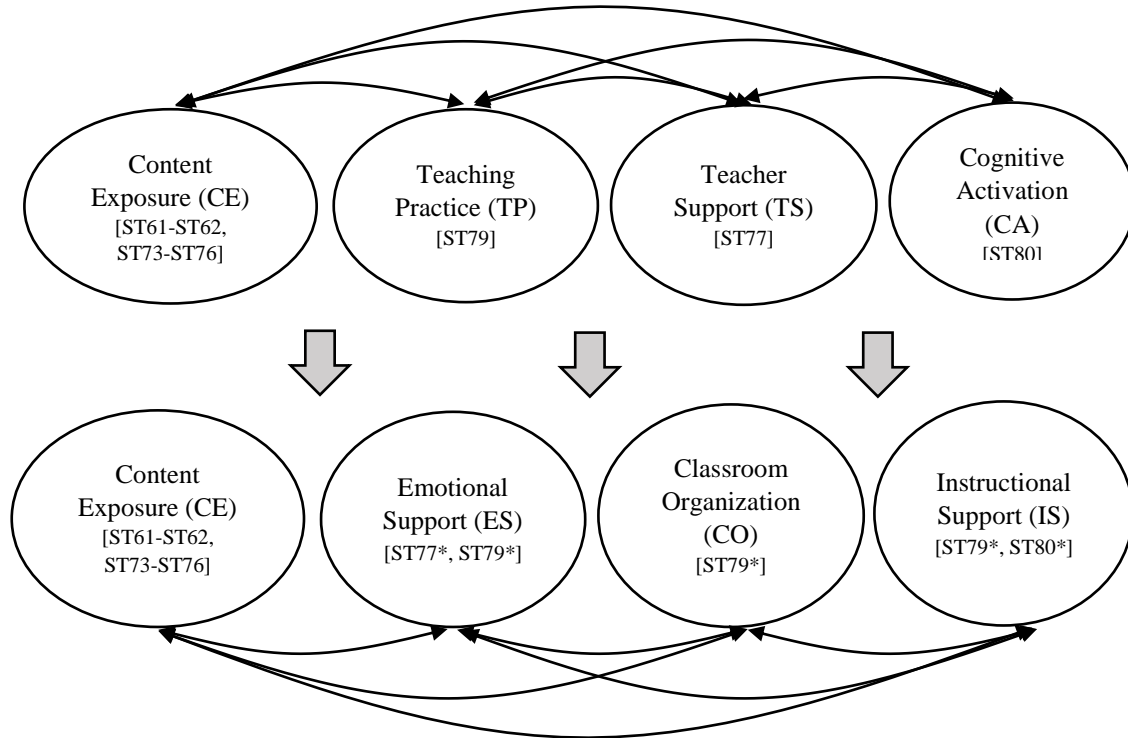 Content
Exposure (CE)
[ST61-ST62,
ST73-ST76]
Teaching
Practice (TP)
[ST79]
Teacher
Support (TS)
[ST77]
Cognitive
Activation
(CA)
[ST80]
Content
Exposure (CE)
[ST61-ST62,
ST73-ST76]
Emotional
Support (ES)
[ST77*, ST79*]
Classroom
Organization
(CO)
[ST79*]
Instructional
Support (IS)
[ST79*, ST80*]